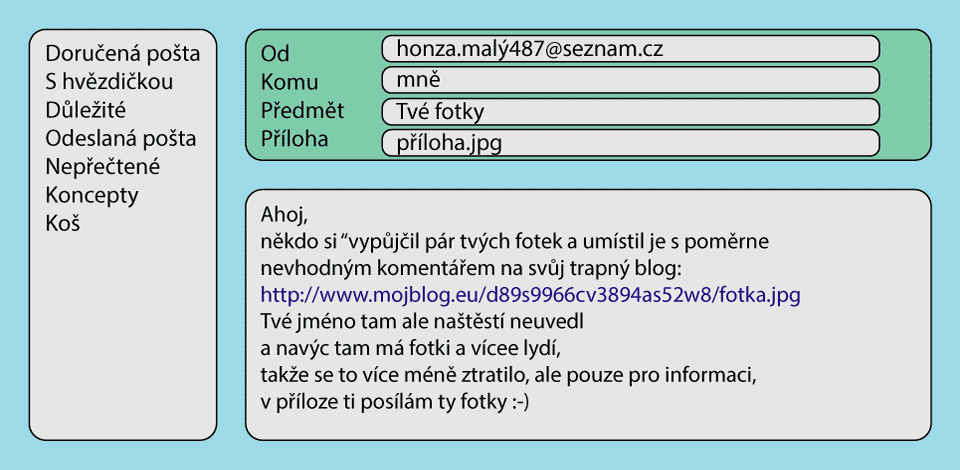 Doručená pošta
S hvězdičkou
Důležité
Odeslaná pošta
Nepřečtené
Koncepty
Koš
Od honza.malý487@seznam.cz
Komu mně
Předmět Tvé fotky
Příloha příloha.jpg
Ahoj,
někdo si “vypůjčil pár tvých fotek a umístil je s poměrne
nevhodným komentářem na svůj trapný blog:
http://www.mojblog.eu/d89s9966cv3894as52w8/fotka.jpg
Tvé jméno tam ale naštěstí neuvedl
a navýc tam má fotki a vícee lydí,
takže se to více méně ztratilo, ale pouze pro informaci,
v příloze ti posílám ty fotky :-)